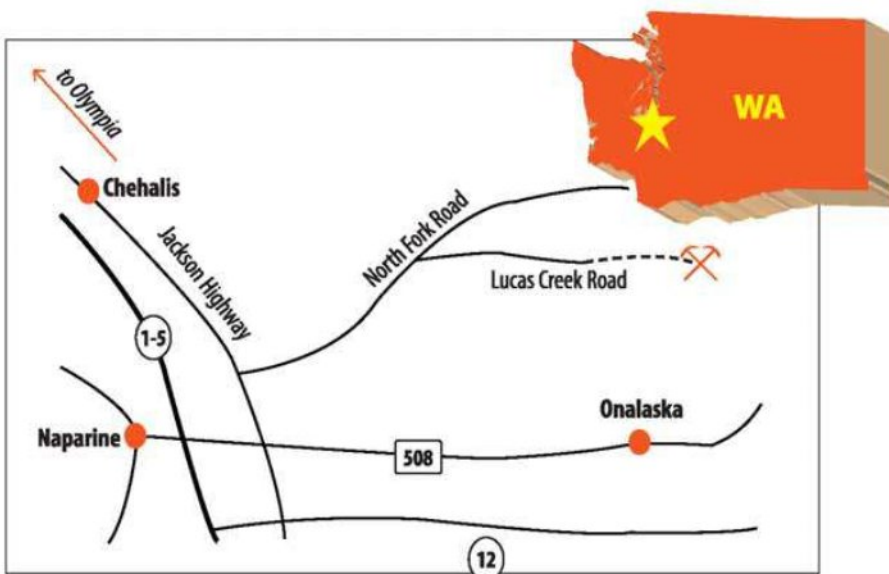 WA
to Olympia
Chehalis
Jackson Highway
North Fork Road
Lucas Creek Road
1-5
Onalaska
Naparine
508
12